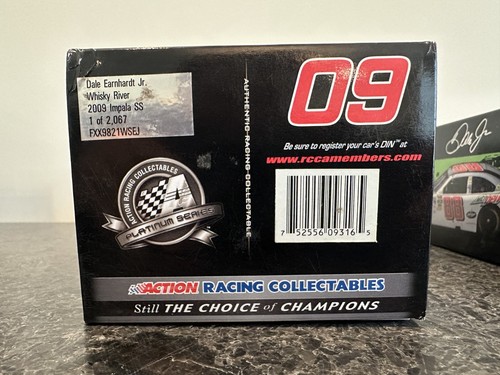 Dale Earnhardt Jr.
Whisky River
2009 Impala SS
1 of 2,067
FXX9821WSEJ
AUTHENTIC-RACING-COLLECTABLE
09
Be sure to register your car's DIN™ at
www.rccamembers.com
ACTION RACING COLLECTABLES
PLATINUM SERIES
7 52556 09316 5
ACTION RACING COLLECTABLES
Still THE CHOICE of CHAMPIONS
Dale Jr.